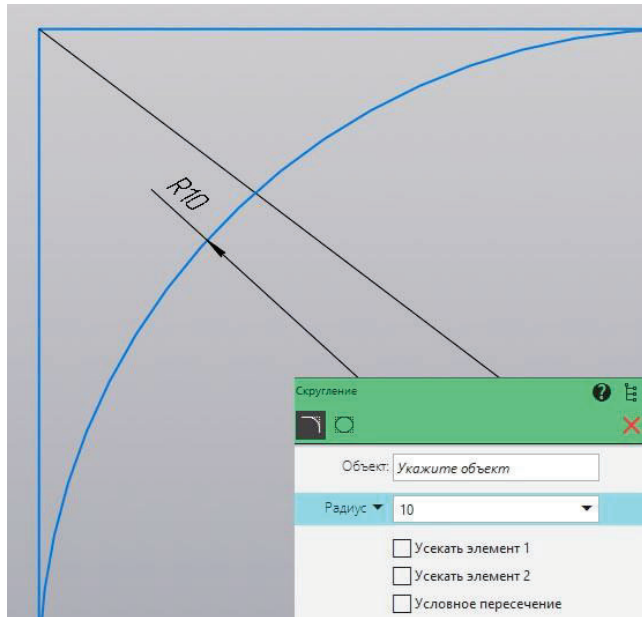 R10
Скругление
?
Объект: Укажите объект
Радиус 10
Усекать элемент 1
Усекать элемент 2
Условное пересечение